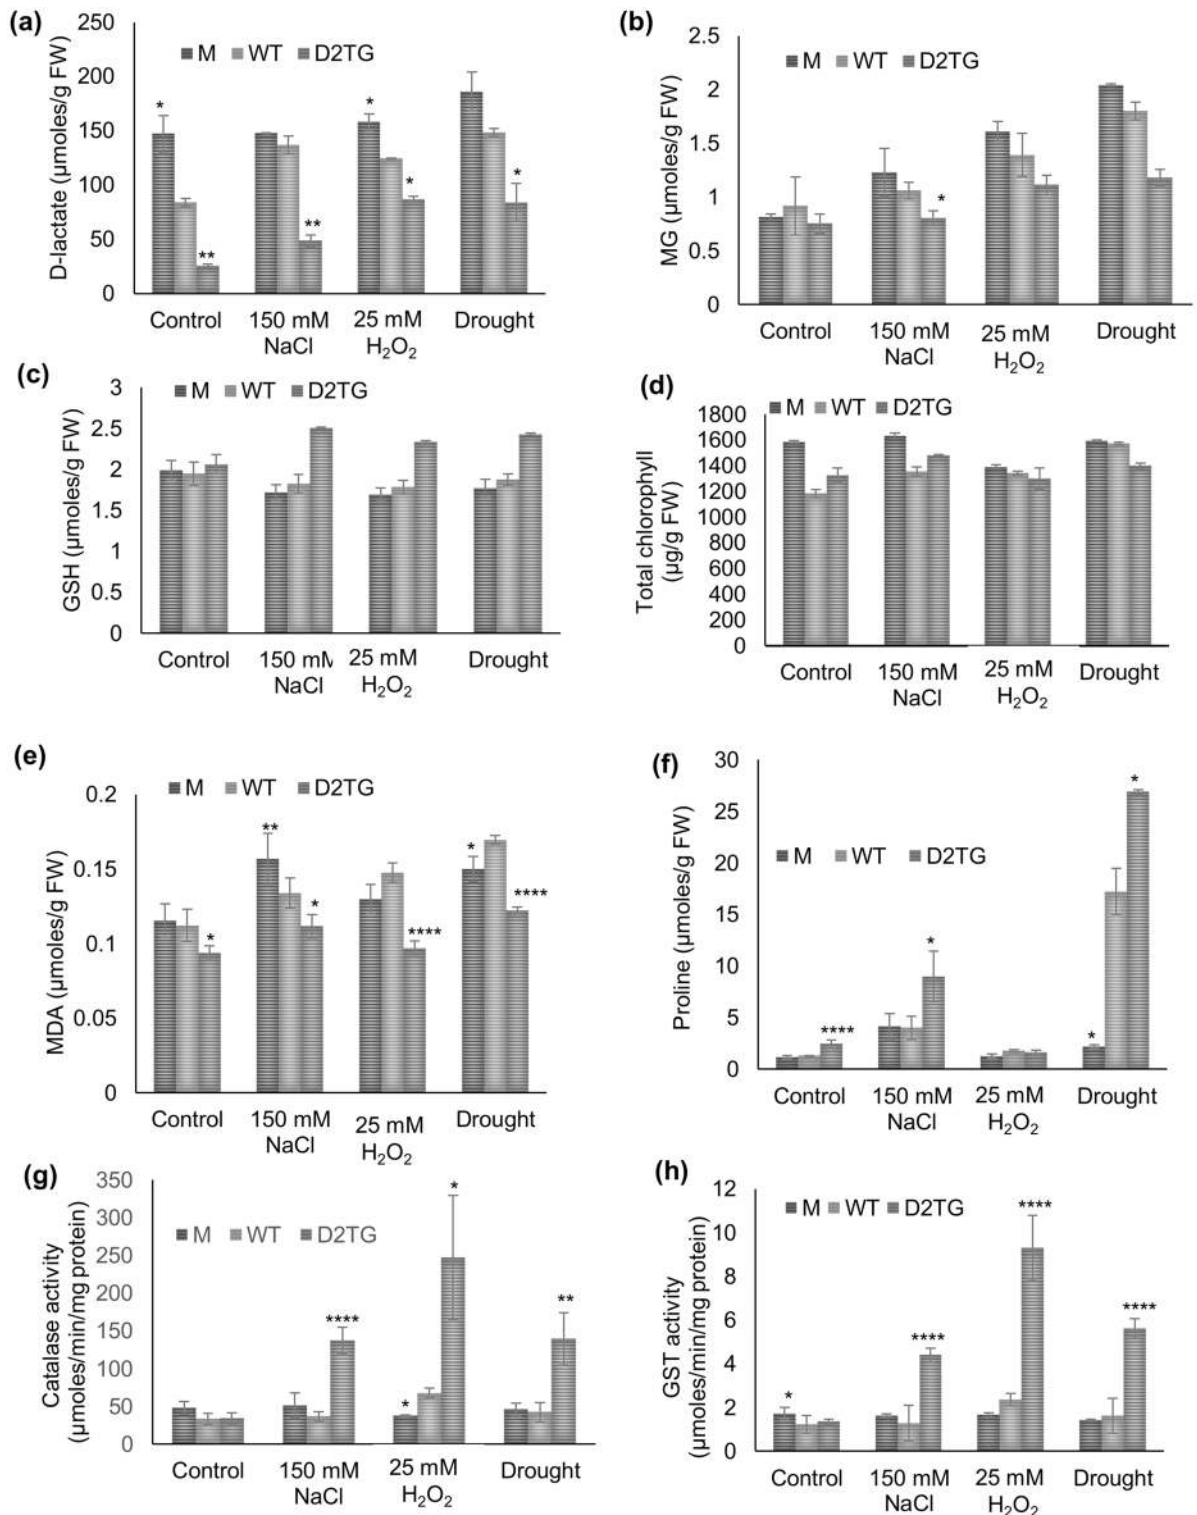 (a)
D-lactate (µmoles/g FW)
250
200
150
100
50
0
M WT D2TG
* ** ** * * *
Control 150 mM NaCl 25 mM H₂O₂ Drought
(b)
MG (µmoles/g FW)
2.5
2
1.5
1
0.5
0
M WT D2TG
*
Control 150 mM NaCl 25 mM H₂O₂ Drought
(c)
GSH (µmoles/g FW)
3
2.5
2
1.5
1
0.5
0
M WT D2TG
Control 150 mM NaCl 25 mM H₂O₂ Drought
(d)
Total chlorophyll
(µg/g FW)
1800
1600
1400
1200
1000
800
600
400
200
0
M WT D2TG
Control 150 mM NaCl 25 mM H₂O₂ Drought
(e)
MDA (µmoles/g FW)
0.2
0.15
0.1
0.05
0
M WT D2TG
* ** * **** * ****
Control 150 mM NaCl 25 mM H₂O₂ Drought
(f)
Proline (µmoles/g FW)
30
25
20
15
10
5
0
M WT D2TG
**** * * *
Control 150 mM NaCl 25 mM H₂O₂ Drought
(g)
Catalase activity
(µmoles/min/mg protein)
350
300
250
200
150
100
50
0
M WT D2TG
**** * * **
Control 150 mM NaCl 25 mM H₂O₂ Drought
(h)
GST activity
(µmoles/min/mg protein)
12
10
8
6
4
2
0
M WT D2TG
* **** **** ****
Control 150 mM NaCl 25 mM H₂O₂ Drought